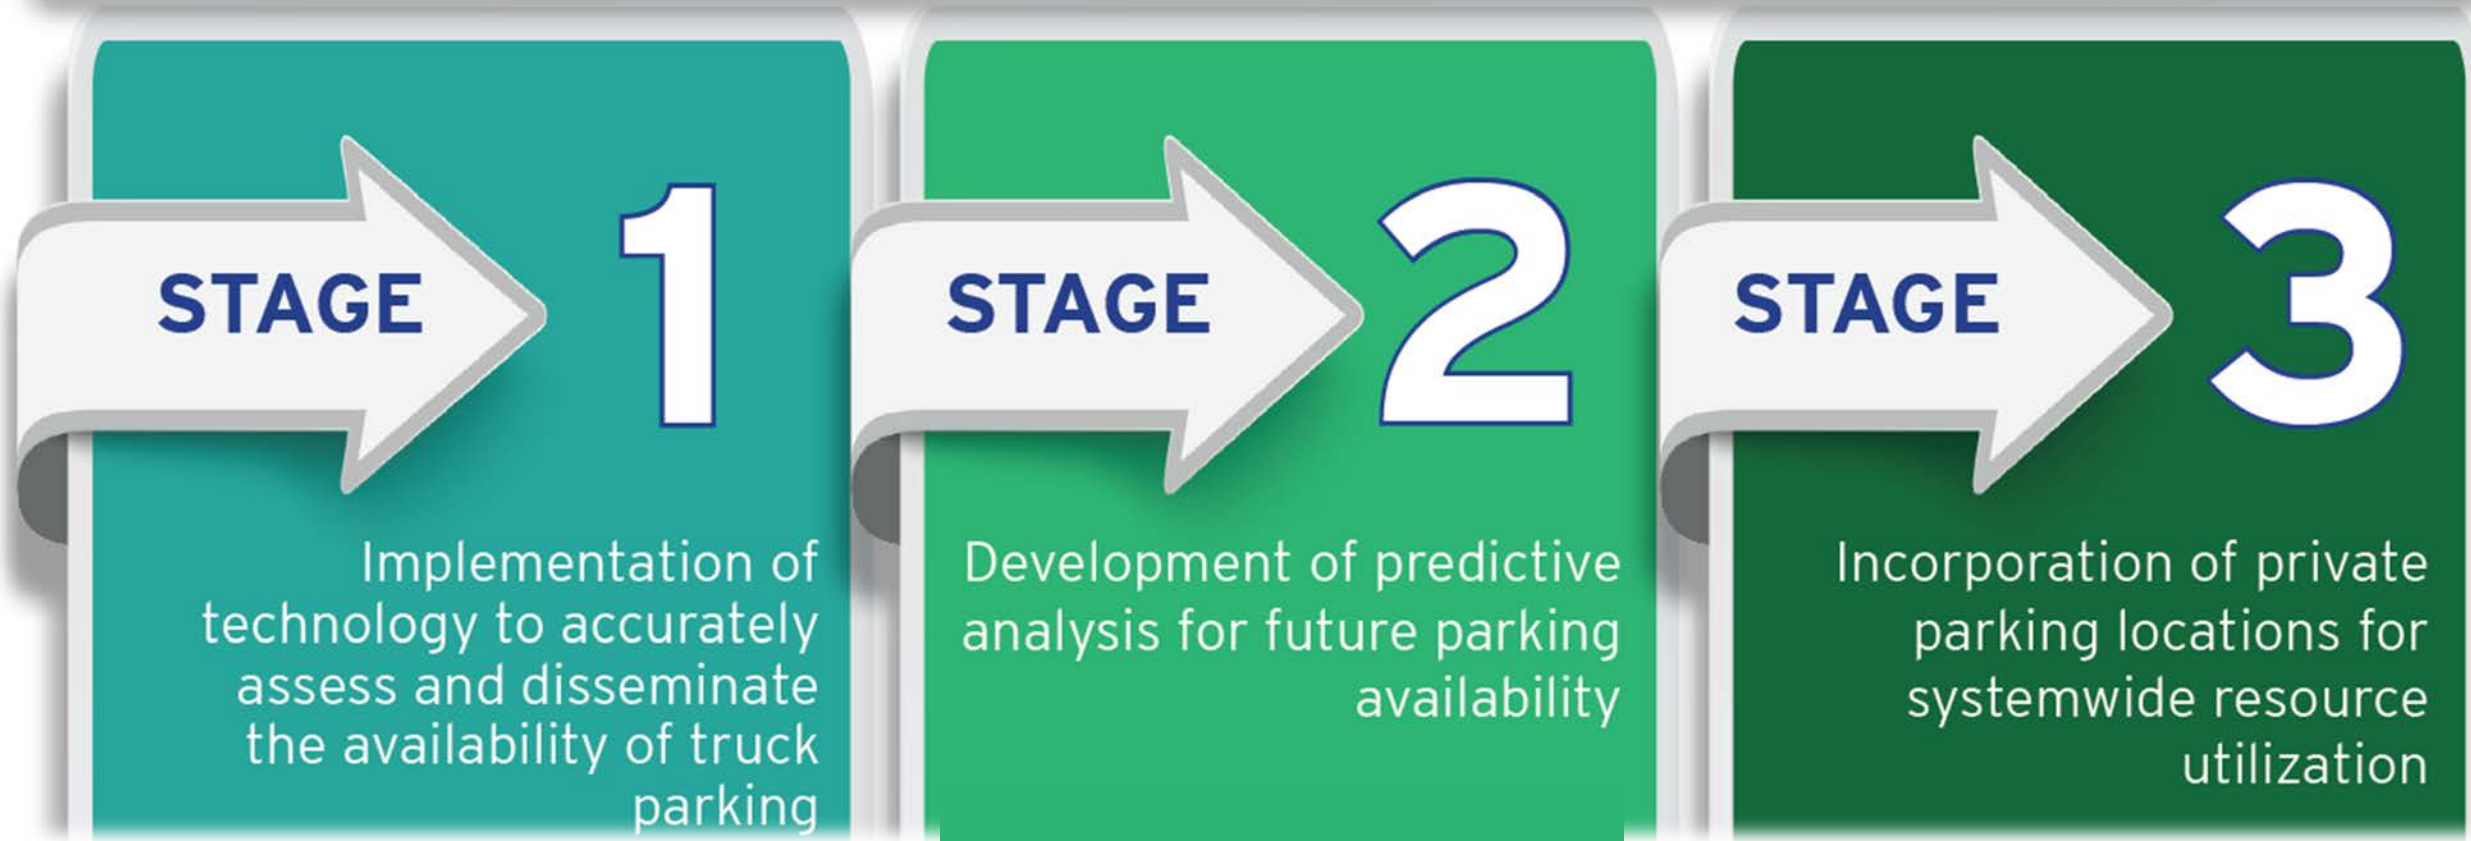 STAGE 1
Implementation of
technology to accurately
assess and disseminate
the availability of truck
parking
STAGE 2
Development of predictive
analysis for future parking
availability
STAGE 3
Incorporation of private
parking locations for
systemwide resource
utilization